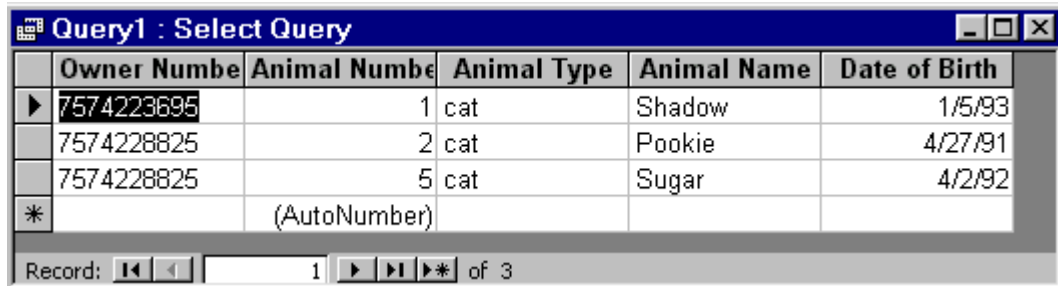 Query1 : Select Query
Owner Numbe Animal Numbe Animal Type Animal Name Date of Birth
7574223695 1 cat Shadow 1/5/93
7574228825 2 cat Pookie 4/27/91
7574228825 5 cat Sugar 4/2/92
(AutoNumber)
Record: 1 of 3